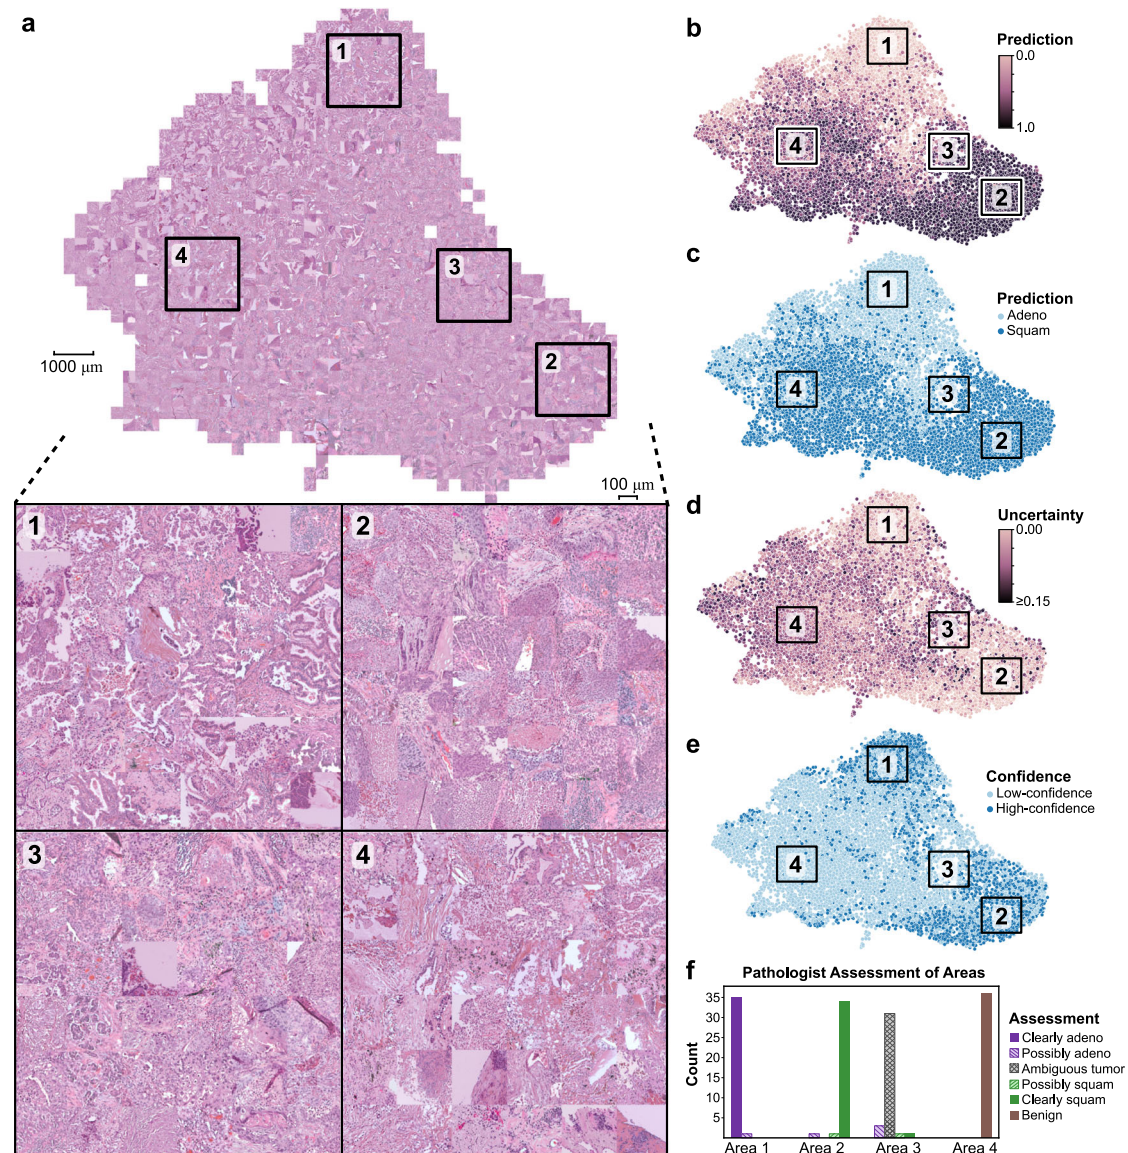 a
1
4
3
2
1000 μm
100 μm
1
2
3
4
b
Prediction
0.0
1.0
1
4
3
2
c
Prediction
Adeno
Squam
1
4
3
2
d
Uncertainty
0.00
≥0.15
1
4
3
2
e
Confidence
Low-confidence
High-confidence
1
4
3
2
f
Pathologist Assessment of Areas
Count
35
30
25
20
15
10
5
Area 1
Area 2
Area 3
Area 4
Assessment
Clearly adeno
Possibly adeno
Ambiguous tumor
Possibly squam
Clearly squam
Benign